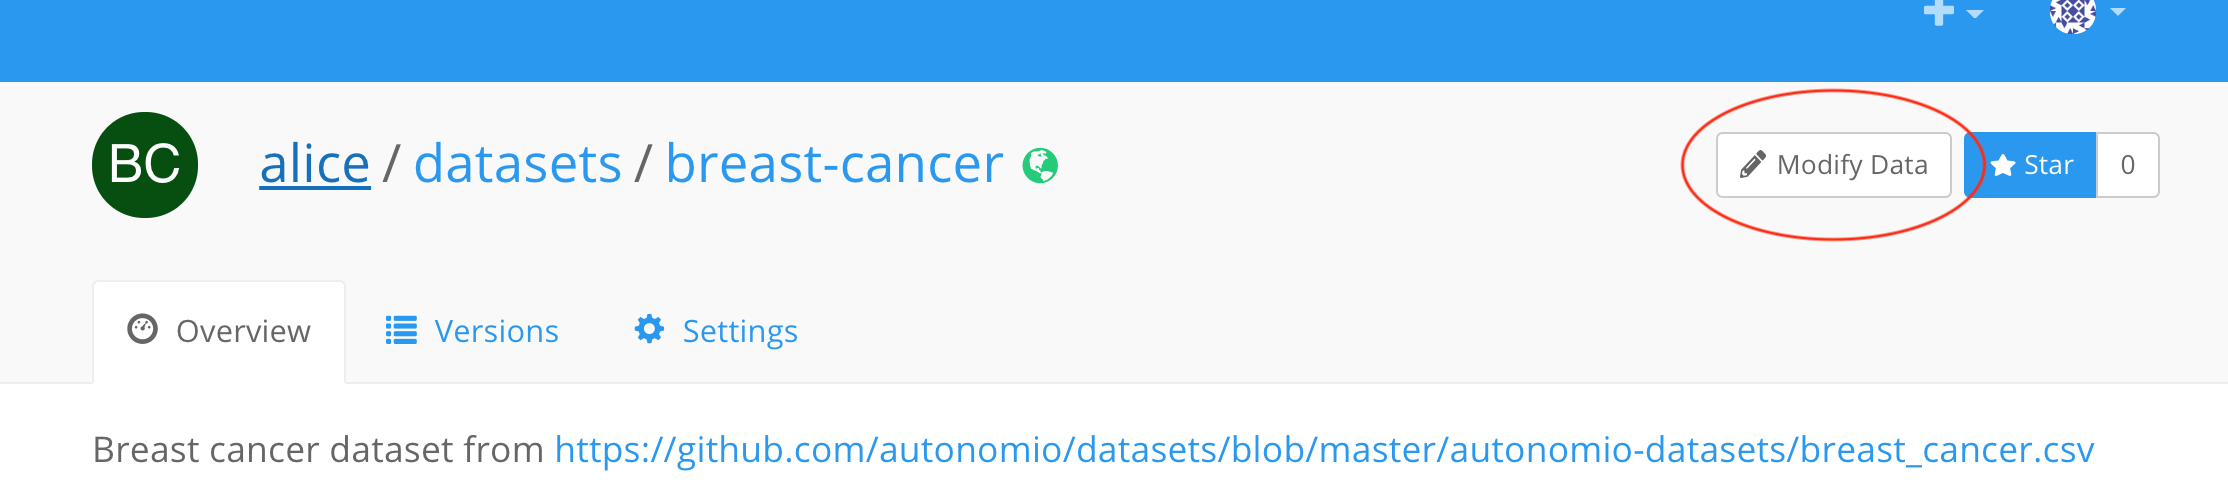 BC alice / datasets / breast-cancer Modify Data Star 0
Overview Versions Settings
Breast cancer dataset from https://github.com/autonomio/datasets/blob/master/autonomio-datasets/breast_cancer.csv